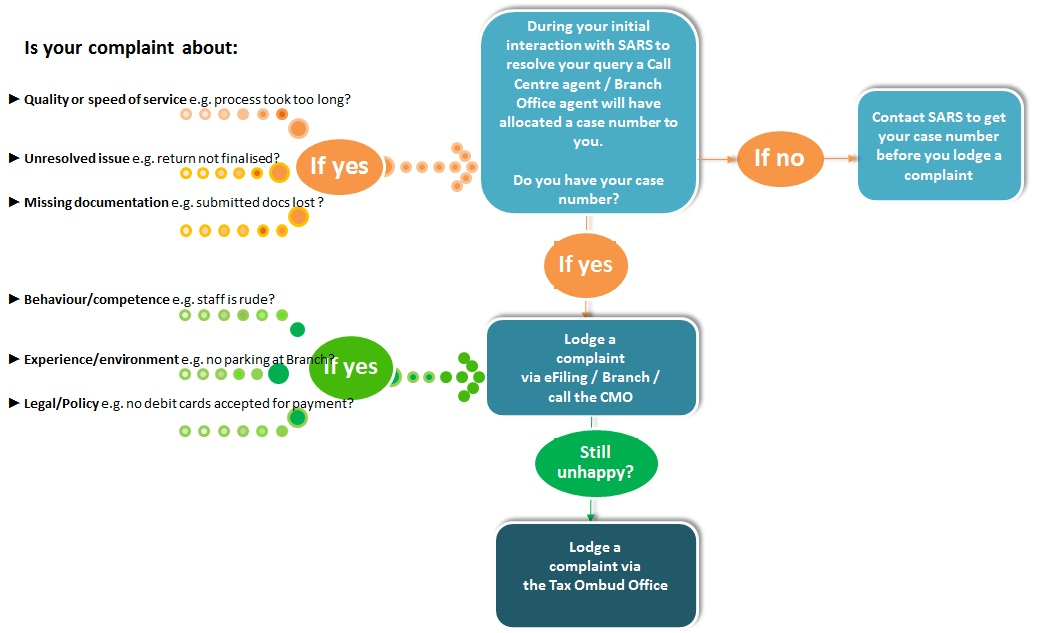 Is your complaint about:
► Quality or speed of service e.g. process took too long?
► Unresolved issue e.g. return not finalised?
► Missing documentation e.g. submitted docs lost ?
If yes
During your initial
interaction with SARS to
resolve your query a Call
Centre agent / Branch
Office agent will have
allocated a case number to
you.
Do you have your case
number?
If no
Contact SARS to get
your case number
before you lodge a
complaint
If yes
► Behaviour/competence e.g. staff is rude?
► Experience/environment e.g. no parking at Branch?
► Legal/Policy e.g. no debit cards accepted for payment?
If yes
Lodge a
complaint
via eFiling / Branch /
call the CMO
Still
unhappy?
Lodge a
complaint via
the Tax Ombud Office